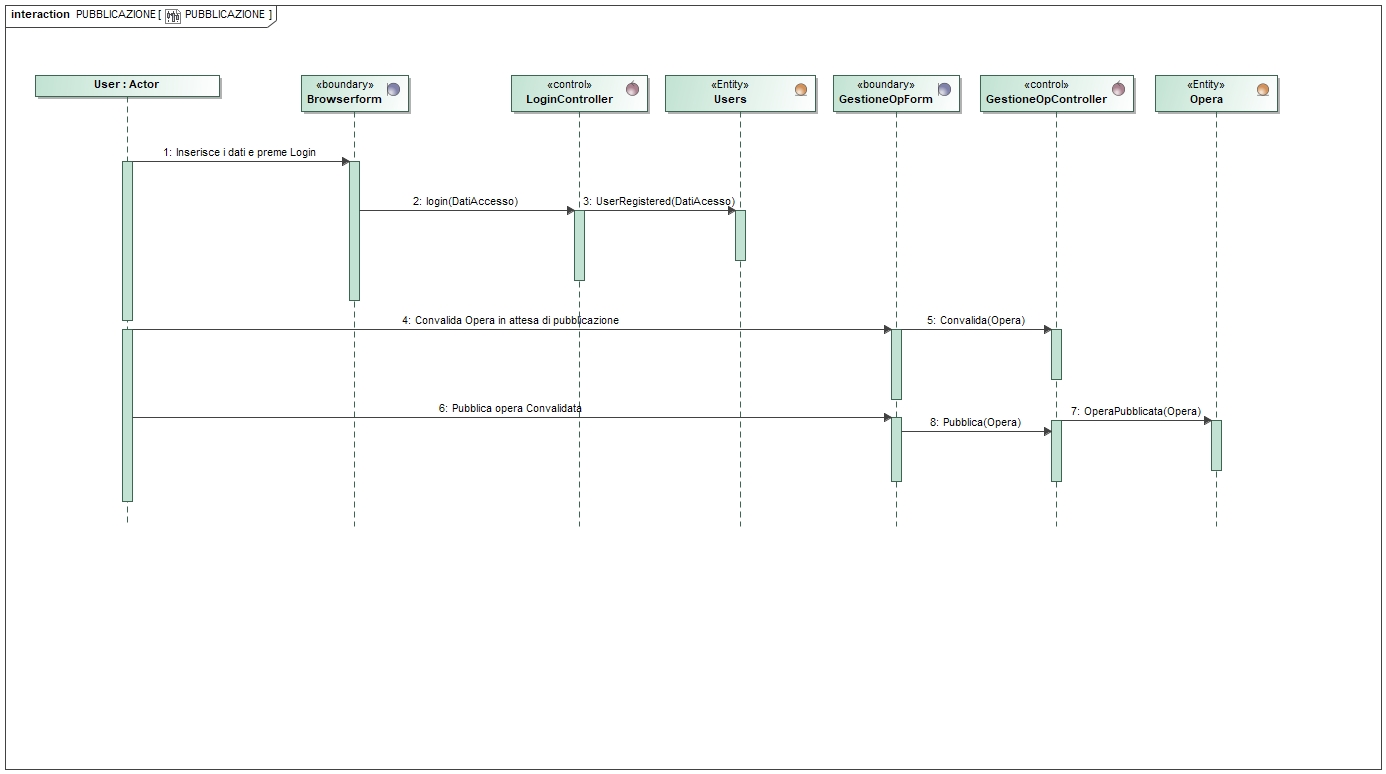 interaction PUBBLICAZIONE [ PUBBLICAZIONE ]
User : Actor
«boundary»
Browserform
«control»
LoginController
«Entity»
Users
«boundary»
GestioneOpForm
«control»
GestioneOpController
«Entity»
Opera
1: Inserisce i dati e preme Login
2: login(DatiAccesso)
3: UserRegistered(DatiAcesso)
4: Convalida Opera in attesa di pubblicazione
5: Convalida(Opera)
6: Pubblica opera Convalidata
7: OperaPubblicata(Opera)
8: Pubblica(Opera)